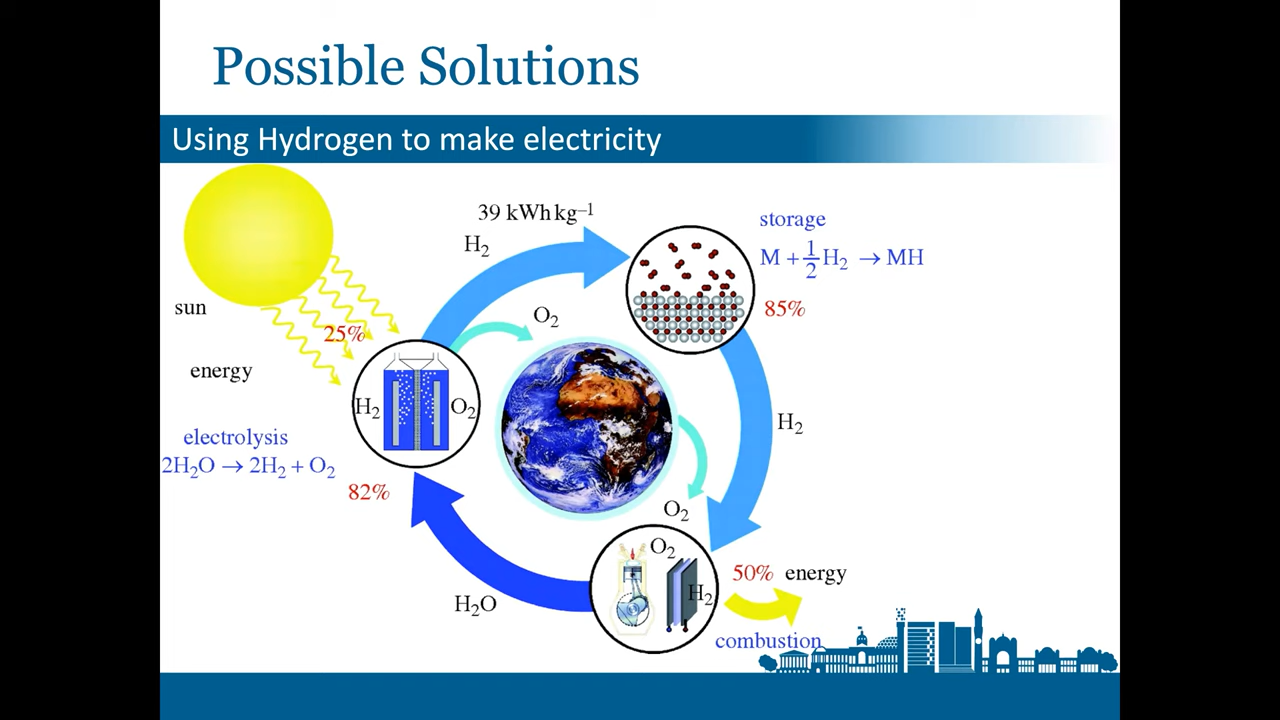 Possible Solutions
Using Hydrogen to make electricity
39 kWh kg⁻¹
H₂
storage
M + 1/2 H₂ → MH
85%
sun
25%
O₂
energy
H₂
O₂
H₂
electrolysis
2H₂O → 2H₂ + O₂
82%
O₂
O₂
H₂
50% energy
H₂O
combustion